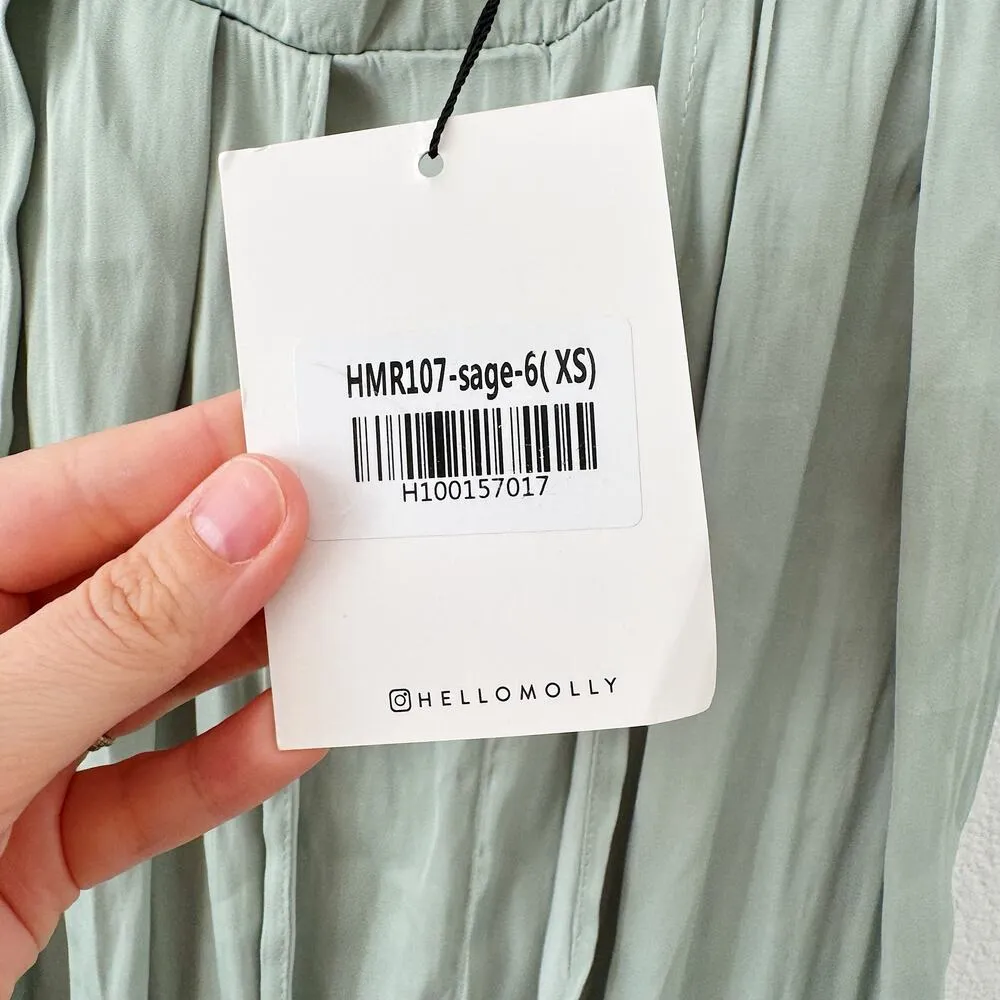 HMR107-sage-6( XS)
H100157017
HELLOMOLLY